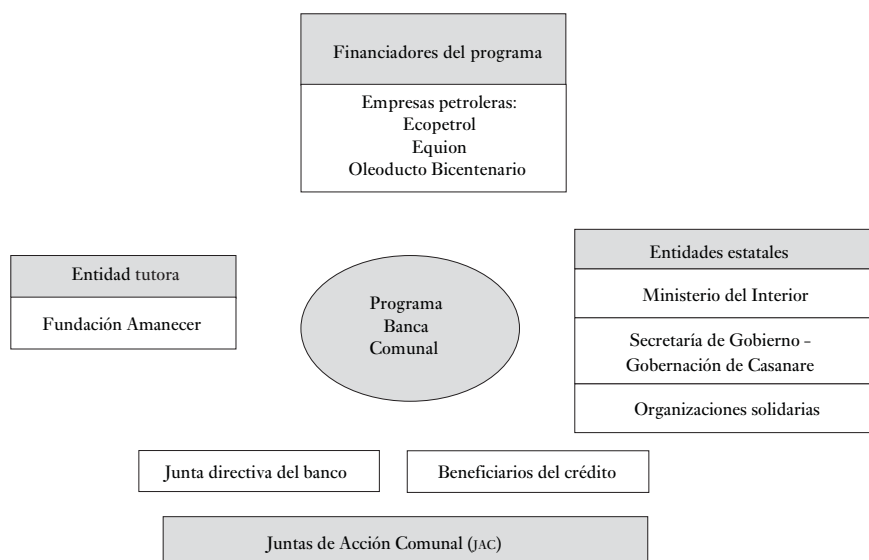 Financiadores del programa
Empresas petroleras:
Ecopetrol
Equion
Oleoducto Bicentenario
Entidad tutora
Fundación Amanecer
Programa
Banca
Comunal
Entidades estatales
Ministerio del Interior
Secretaría de Gobierno –
Gobernación de Casanare
Organizaciones solidarias
Junta directiva del banco
Beneficiarios del crédito
Juntas de Acción Comunal (JAC)